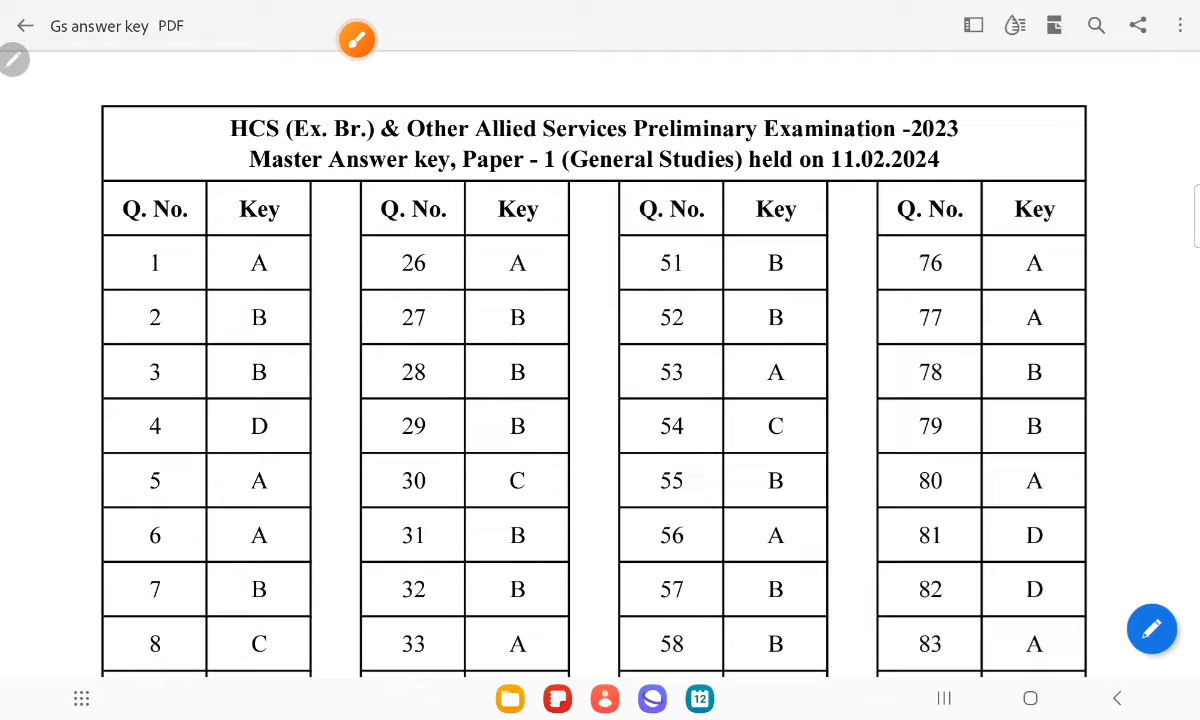 Gs answer key PDF
HCS (Ex. Br.) & Other Allied Services Preliminary Examination -2023
Master Answer key, Paper - 1 (General Studies) held on 11.02.2024
Q. No. Key Q. No. Key Q. No. Key Q. No. Key
1 A 26 A 51 B 76 A
2 B 27 B 52 B 77 A
3 B 28 B 53 A 78 B
4 D 29 B 54 C 79 B
5 A 30 C 55 B 80 A
6 A 31 B 56 A 81 D
7 B 32 B 57 B 82 D
8 C 33 A 58 B 83 A
12